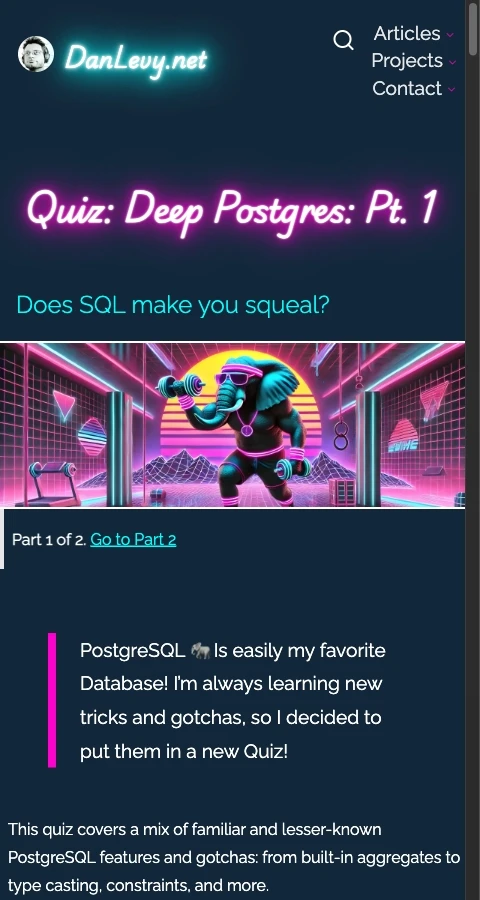 DanLevy.net
Articles
Projects
Contact
Quiz: Deep Postgres: Pt. 1
Does SQL make you squeal?
Part 1 of 2. Go to Part 2
PostgreSQL 🐘 Is easily my favorite
Database! I'm always learning new
tricks and gotchas, so I decided to
put them in a new Quiz!
This quiz covers a mix of familiar and lesser-known
PostgreSQL features and gotchas: from built-in aggregates to
type casting, constraints, and more.